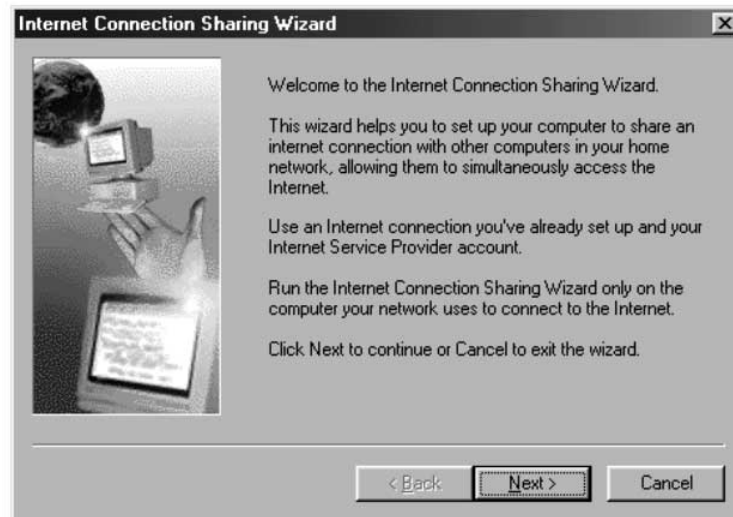 Internet Connection Sharing Wizard
Welcome to the Internet Connection Sharing Wizard.
This wizard helps you to set up your computer to share an
internet connection with other computers in your home
network, allowing them to simultaneously access the
Internet.
Use an Internet connection you've already set up and your
Internet Service Provider account.
Run the Internet Connection Sharing Wizard only on the
computer your network uses to connect to the Internet.
Click Next to continue or Cancel to exit the wizard.
< Back Next > Cancel